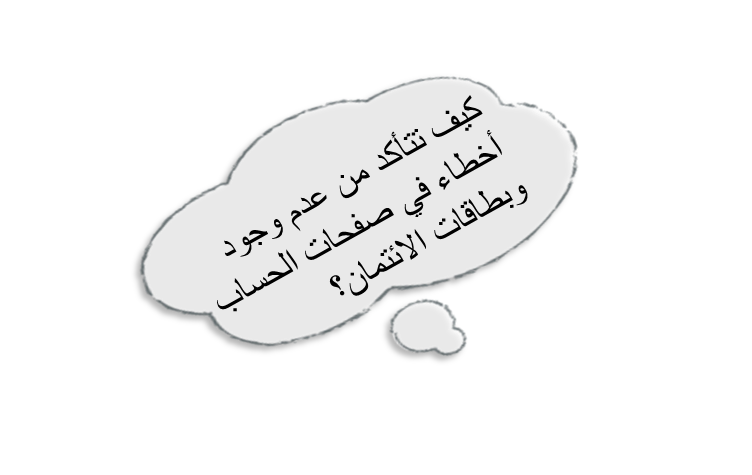 كيف تتأكد من عدم وجود
أخطاء في صفحات الحساب
وبطاقات الائتمان؟